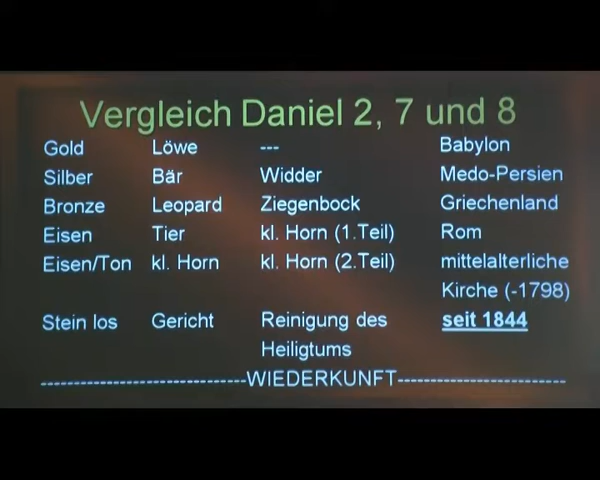 Vergleich Daniel 2, 7 und 8
Gold Löwe --- Babylon
Silber Bär Widder Medo-Persien
Bronze Leopard Ziegenbock Griechenland
Eisen Tier kl. Horn (1.Teil) Rom
Eisen/Ton kl. Horn kl. Horn (2.Teil) mittelalterliche
Kirche (-1798)
Stein los Gericht Reinigung des seit 1844
Heiligtums
WIEDERKUNFT